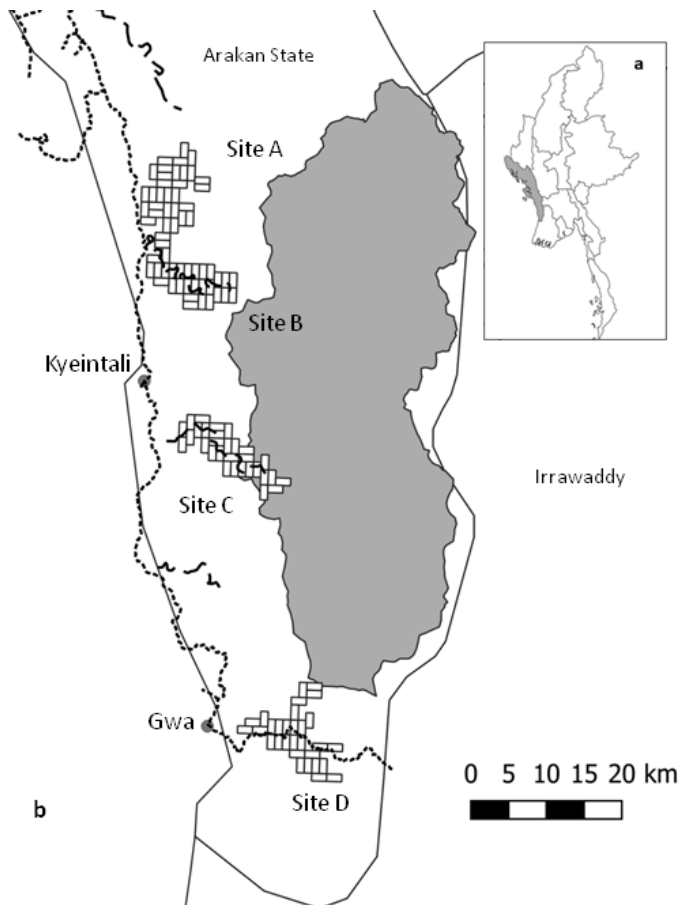 Arakan State
a
Site A
Site B
Kyeintali
Irrawaddy
Site C
Gwa
0 5 10 15 20 km
Site D
b